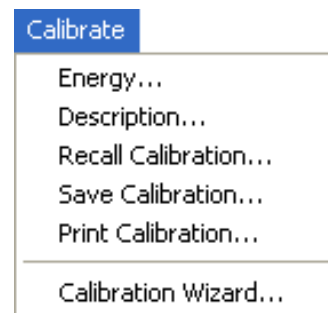 Calibrate
Energy...
Description...
Recall Calibration...
Save Calibration...
Print Calibration...
Calibration Wizard...